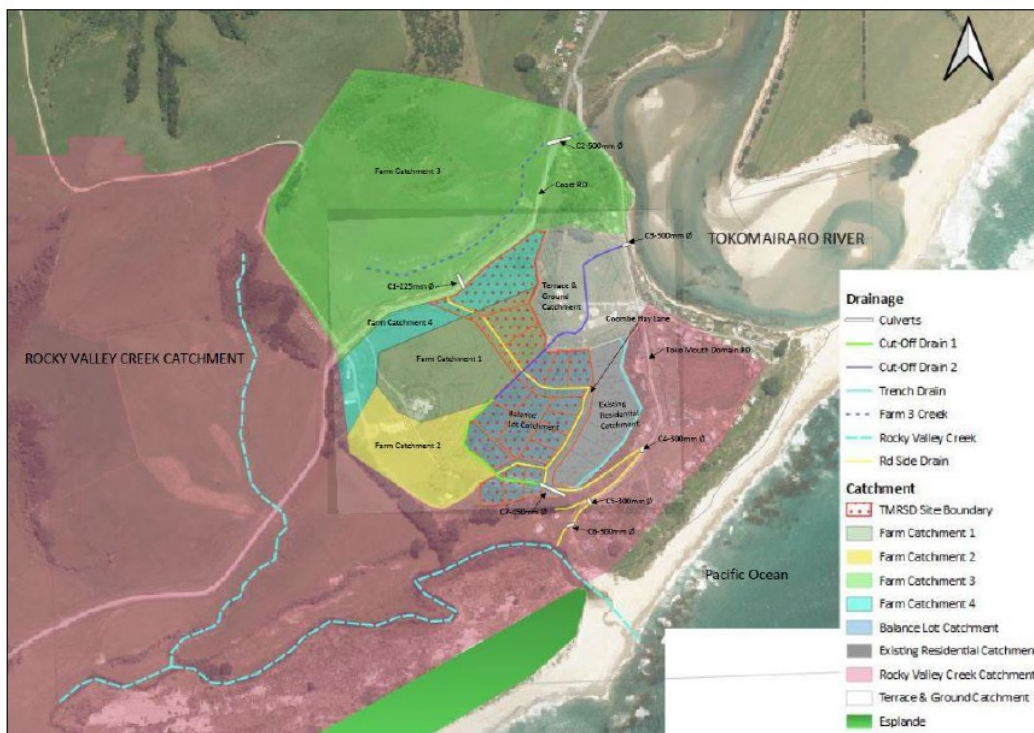 C2-500mm Ø
Farm Catchment 3
Coast RD
C3-300mm Ø
TOKOMAIRARO RIVER
C1-225mm Ø
Terrace &
Ground
Catchment
Coombe Hay Lane
Farm Catchment 4
ROCKY VALLEY CREEK CATCHMENT
Farm Catchment 1
Toko Mouth Domain RD
Balance
Lot Catchment
Existing
Residential
Catchment
Farm Catchment 2
C4-300mm Ø
C5-300mm Ø
Pacific Ocean
Drainage
Culverts
Cut-Off Drain 1
Cut-Off Drain 2
Trench Drain
Farm 3 Creek
Rocky Valley Creek
Rd Side Drain
Catchment
TMRSD Site Boundary
Farm Catchment 1
Farm Catchment 2
Farm Catchment 3
Farm Catchment 4
Balance Lot Catchment
Existing Residential Catchmen
Rocky Valley Creek Catchment
Terrace & Ground Catchment
Esplande